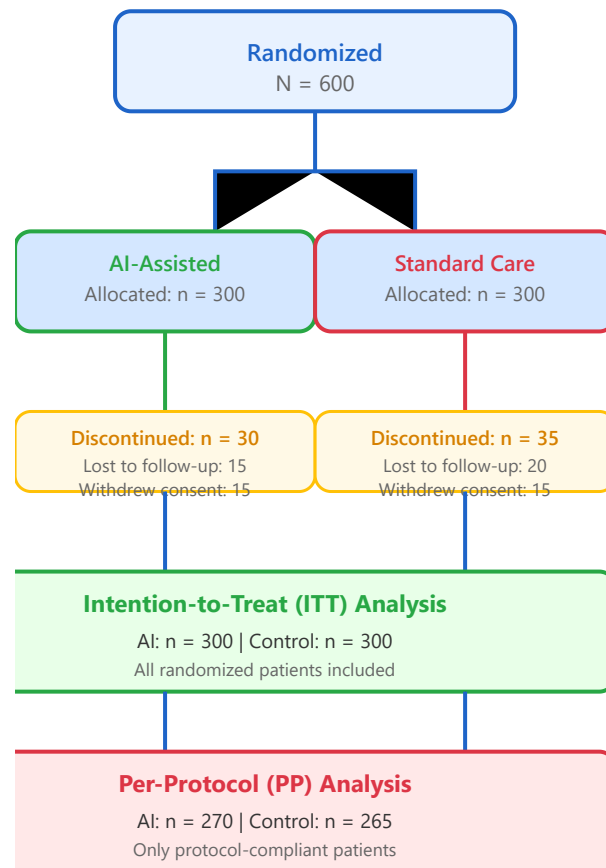 Randomized
N = 600
AI-Assisted
Allocated: n = 300
Standard Care
Allocated: n = 300
Discontinued: n = 30
Lost to follow-up: 15
Withdrew consent: 15
Discontinued: n = 35
Lost to follow-up: 20
Withdrew consent: 15
Intention-to-Treat (ITT) Analysis
AI: n = 300 | Control: n = 300
All randomized patients included
Per-Protocol (PP) Analysis
AI: n = 270 | Control: n = 265
Only protocol-compliant patients